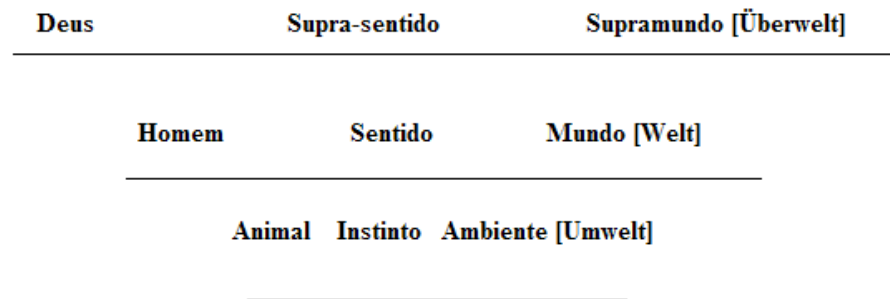 Deus Supra-sentido Supramundo [Überwelt]
Homem Sentido Mundo [Welt]
Animal Instinto Ambiente [Umwelt]